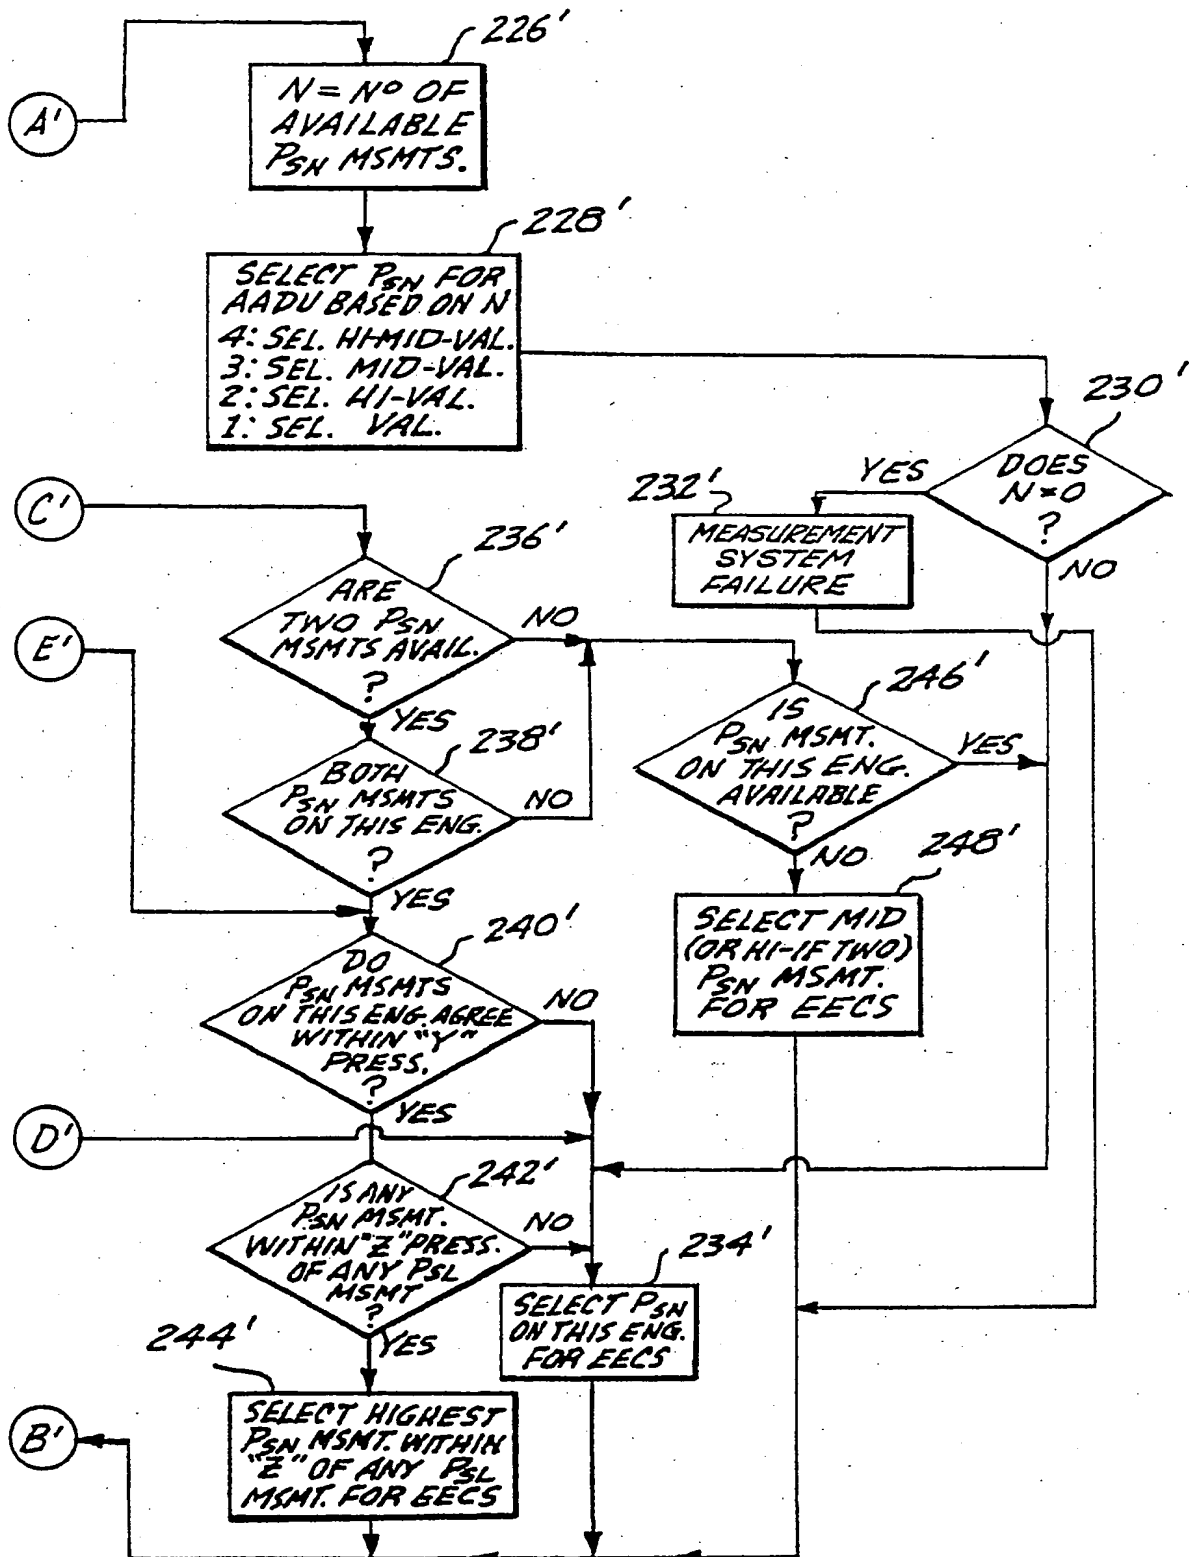 226'
A'
N = Nº OF
AVAILABLE
PSN MSMTS.
228'
SELECT PSN FOR
AADU BASED ON N
4: SEL. HI-MID-VAL.
3: SEL. MID-VAL.
2: SEL. HI-VAL.
1: SEL. VAL.
230'
DOES
N=0
?
YES
NO
232'
MEASUREMENT
SYSTEM
FAILURE
C'
236'
ARE
TWO PSN
MSMTS AVAIL.
?
NO
YES
E'
238'
BOTH
PSN MSMTS
ON THIS ENG.
?
NO
YES
246'
IS
PSN MSMT.
ON THIS ENG.
AVAILABLE
?
YES
NO
248'
SELECT MID
(OR HI-IF TWO)
PSN MSMT.
FOR EECS
240'
DO
PSN MSMTS
ON THIS ENG. AGREE
WITHIN "Y"
PRESS.
?
NO
YES
D'
242'
IS ANY
PSN MSMT.
WITHIN "Z" PRESS.
OF ANY PSL
MSMT
?
NO
YES
234'
SELECT PSN
ON THIS ENG.
FOR EECS
244'
SELECT HIGHEST
PSN MSMT. WITHIN
"Z" OF ANY PSL
MSMT. FOR EECS
B'